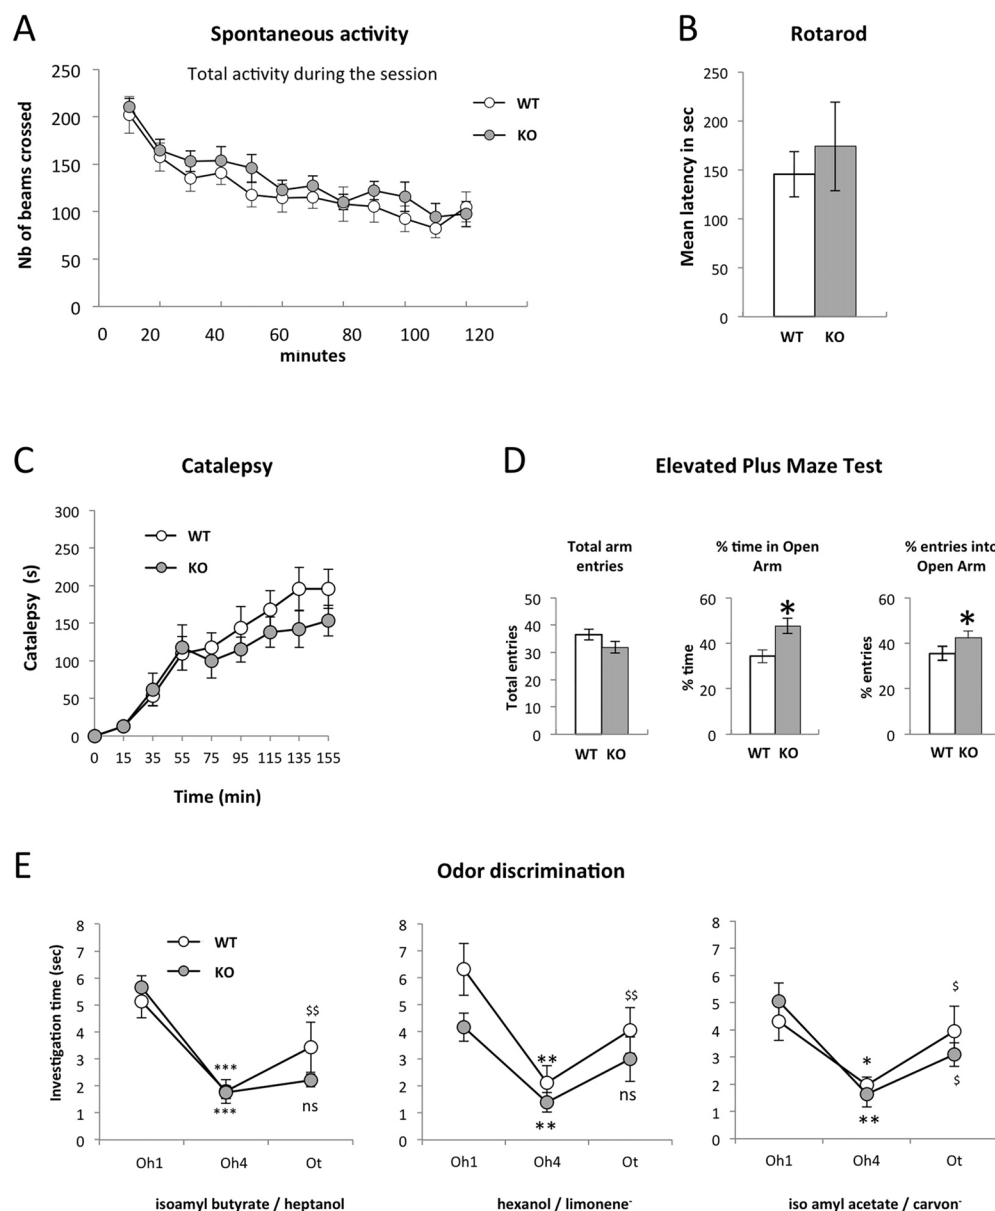 A
Spontaneous activity
Total activity during the session
Nb of beams crossed
250
200
150
100
50
0
WT
KO
0 20 40 60 80 100 120
minutes
B
Rotarod
Mean latency in sec
250
200
150
100
50
0
WT KO
C
Catalepsy
Catalepsy (s)
300
250
200
150
100
50
0
WT
KO
0 15 35 55 75 95 115 135 155
Time (min)
D
Elevated Plus Maze Test
Total arm
entries
Total entries
50
40
30
20
10
0
WT KO
% time in Open
Arm
% time
60
40
20
0
*
WT KO
% entries into
Open Arm
% entries
60
40
20
0
*
WT KO
E
Odor discrimination
Investigation time (sec)
8
7
6
5
4
3
2
1
0
WT
KO
$$
***
***
ns
Oh1 Oh4 Ot
isoamyl butyrate / heptanol
8
7
6
5
4
3
2
1
0
$$
**
**
ns
Oh1 Oh4 Ot
hexanol / limonene-
8
7
6
5
4
3
2
1
0
$
*
**
$
Oh1 Oh4 Ot
iso amyl acetate / carvon-